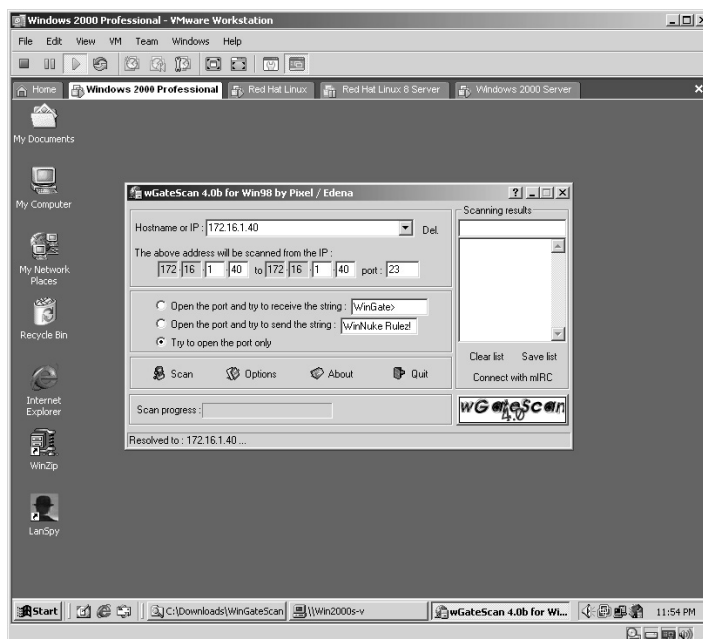 Windows 2000 Professional - VMware Workstation
File Edit View VM Team Windows Help
Home Windows 2000 Professional Red Hat Linux Red Hat Linux 8 Server Windows 2000 Server
My Documents
My Computer
My Network Places
Recycle Bin
Internet Explorer
WinZip
LanSpy
wGateScan 4.0b for Win98 by Pixel / Edena
Hostname or IP : 172.16.1.40 Del.
The above address will be scanned from the IP :
172 . 16 . 1 . 40 to 172 . 16 . 1 . 40 port : 23
Open the port and try to receive the string : WinGate>
Open the port and try to send the string : WinNuke Rulez!
Try to open the port only
Scan Options About Quit
Scan progress :
Resolved to : 172.16.1.40 ...
Scanning results
Clear list Save list
Connect with mIRC
wGateScan 4.0
Start C:\Downloads\WinGateScan \\Win2000s-v wGateScan 4.0b for Wi... 11:54 PM